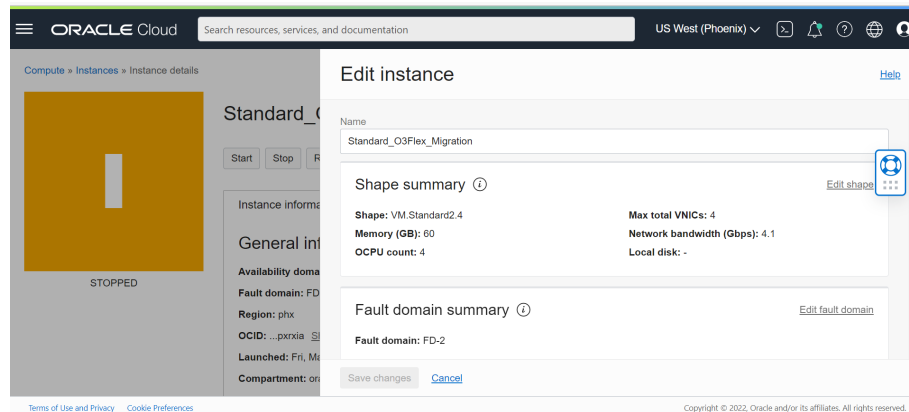 ORACLE Cloud
Search resources, services, and documentation
US West (Phoenix)
Compute » Instances » Instance details
STOPPED
Standard_
Start Stop
Instance informa
General inf
Availability doma
Fault domain: FD
Region: phx
OCID: ...pxrxia
Launched: Fri, Ma
Compartment: ora
Edit instance
Help
Name
Standard_O3Flex_Migration
Shape summary
Edit shape
Shape: VM.Standard2.4
Memory (GB): 60
OCPU count: 4
Max total VNICs: 4
Network bandwidth (Gbps): 4.1
Local disk: -
Fault domain summary
Edit fault domain
Fault domain: FD-2
Save changes Cancel
Terms of Use and Privacy Cookie Preferences
Copyright © 2022, Oracle and/or its affiliates. All rights reserved.